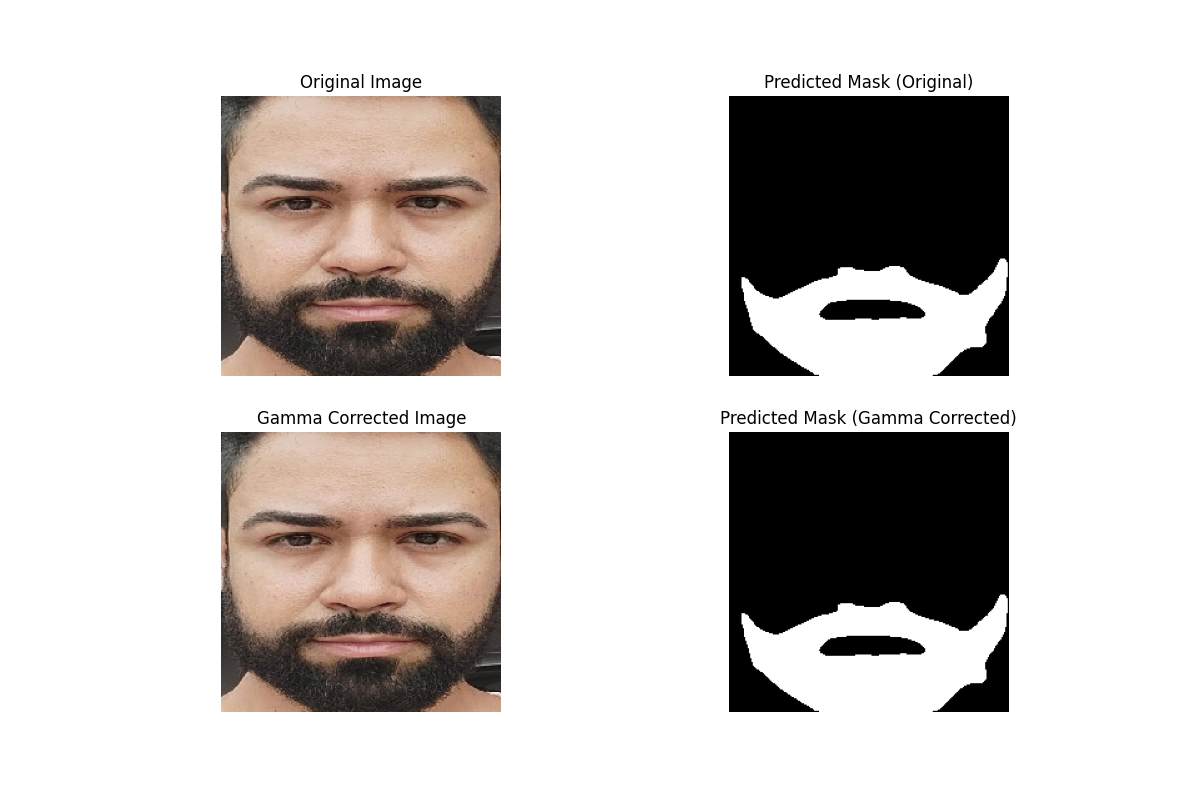 Original Image
Predicted Mask (Original)
Gamma Corrected Image
Predicted Mask (Gamma Corrected)